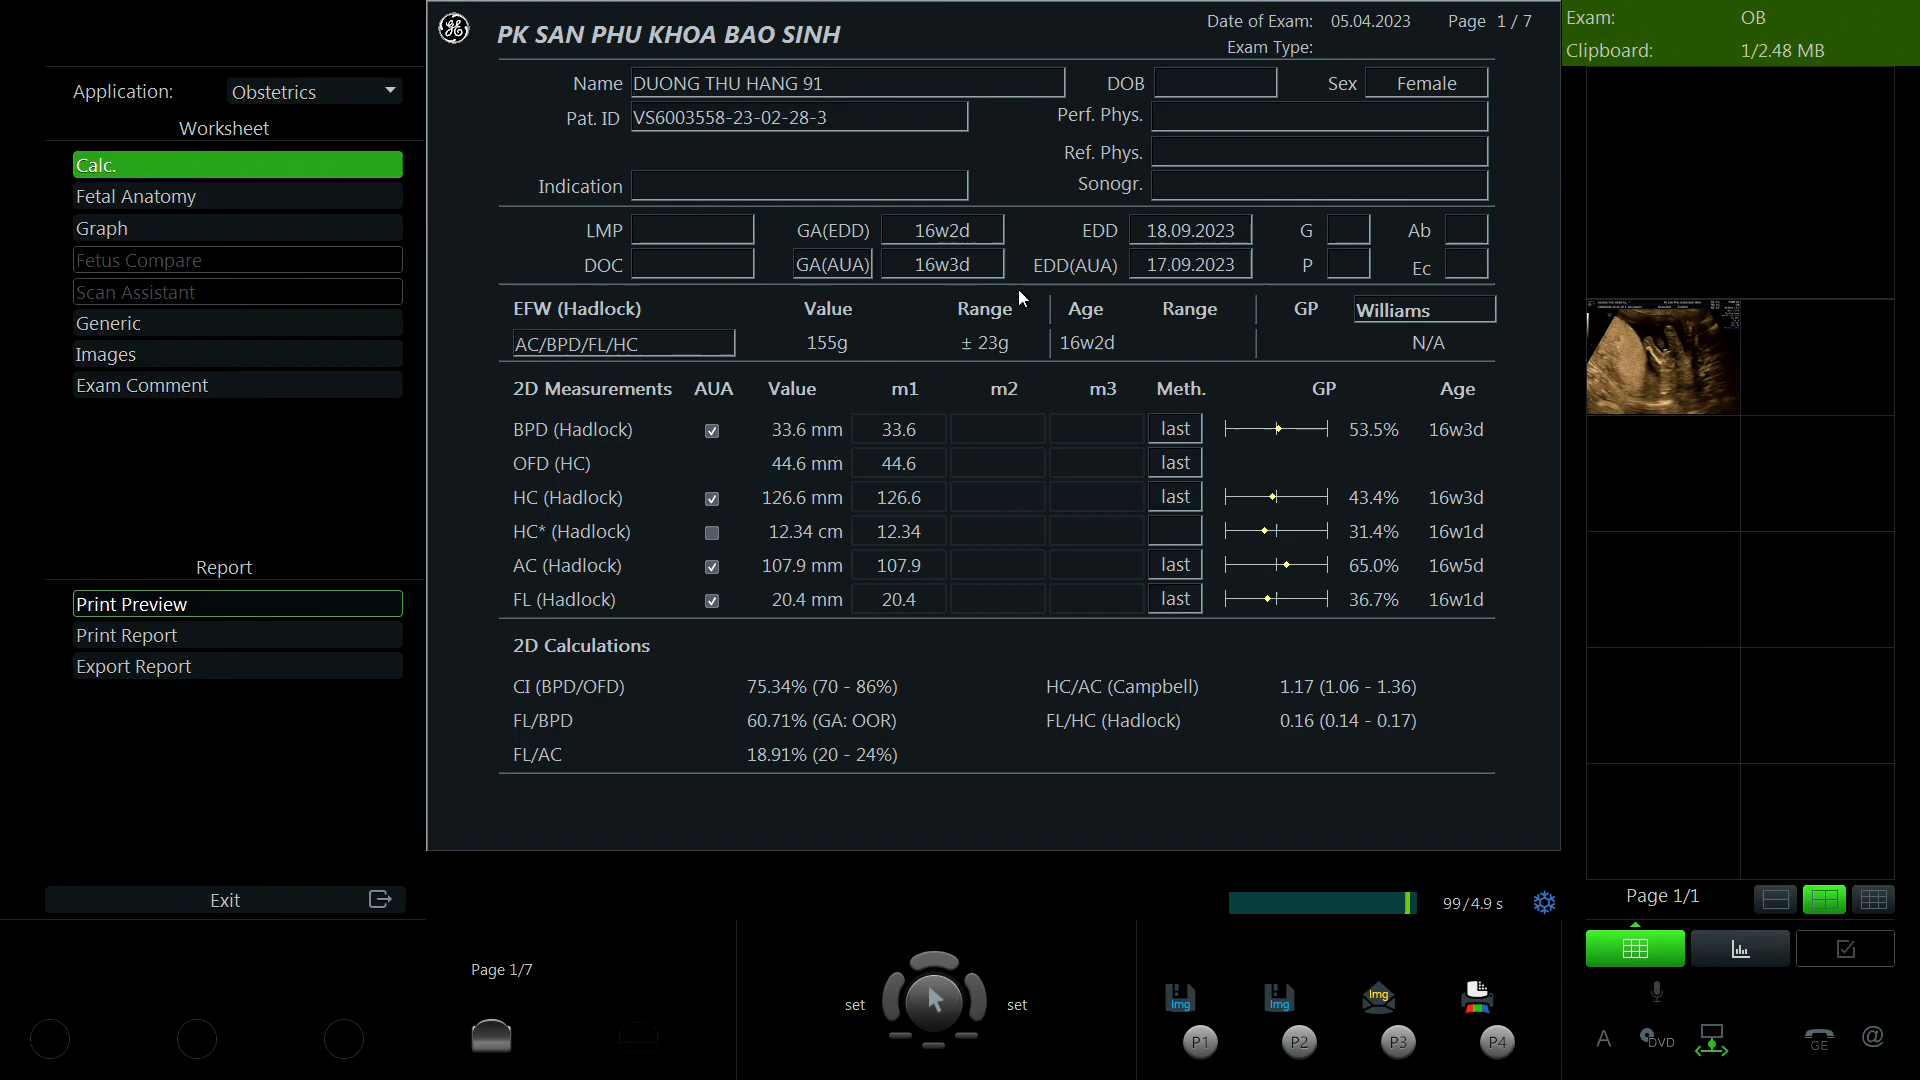 Application: Obstetrics
Worksheet
Calc.
Fetal Anatomy
Graph
Fetus Compare
Scan Assistant
Generic
Images
Exam Comment
Report
Print Preview
Print Report
Export Report
Exit
PK SAN PHU KHOA BAO SINH
Date of Exam: 05.04.2023 Page 1 / 7
Exam Type:
Name DUONG THU HANG 91 DOB Sex Female
Pat. ID VS6003558-23-02-28-3 Perf. Phys.
Ref. Phys.
Indication Sonogr.
LMP GA(EDD) 16w2d EDD 18.09.2023 G Ab
DOC GA(AUA) 16w3d EDD(AUA) 17.09.2023 P Ec
EFW (Hadlock) Value Range Age Range GP Williams
AC/BPD/FL/HC 155g ± 23g 16w2d N/A
2D Measurements AUA Value m1 m2 m3 Meth. GP Age
BPD (Hadlock) 33.6 mm 33.6 last 53.5% 16w3d
OFD (HC) 44.6 mm 44.6 last
HC (Hadlock) 126.6 mm 126.6 last 43.4% 16w3d
HC* (Hadlock) 12.34 cm 12.34 31.4% 16w1d
AC (Hadlock) 107.9 mm 107.9 last 65.0% 16w5d
FL (Hadlock) 20.4 mm 20.4 last 36.7% 16w1d
2D Calculations
CI (BPD/OFD) 75.34% (70 - 86%) HC/AC (Campbell) 1.17 (1.06 - 1.36)
FL/BPD 60.71% (GA: OOR) FL/HC (Hadlock) 0.16 (0.14 - 0.17)
FL/AC 18.91% (20 - 24%)
Exam: OB
Clipboard: 1/2.48 MB
99/4.9 s
Page 1/1
Page 1/7
set set
Img Img Img
P1 P2 P3 P4
A DVD GE @